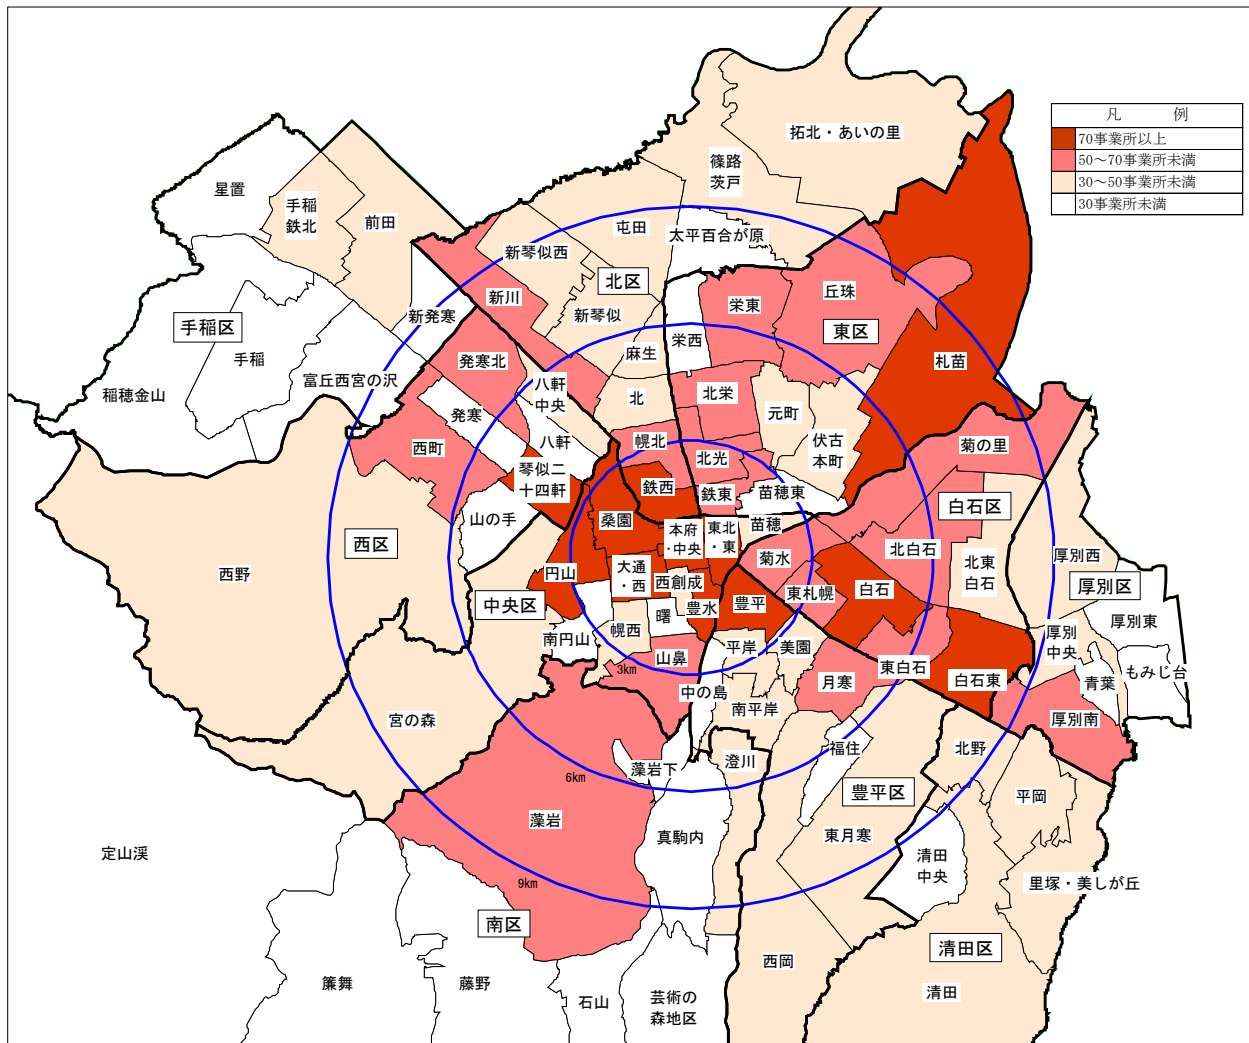 凡　　　例
70事業所以上
50～70事業所未満
30～50事業所未満
30事業所未満
拓北・あいの里
篠路
茨戸
星置
手稲
鉄北
前田
屯田
太平百合が原
新琴似西
北区
新川
新琴似
栄東
丘珠
東区
手稲区
手稲
新発寒
麻生
栄西
札苗
稲穂金山
富丘西宮の沢
発寒北
八軒
中央
北
北栄
元町
発寒
八軒
西町
幌北
伏古
本町
菊の里
琴似二
十四軒
北光
鉄西
鉄東
苗穂東
白石区
山の手
桑園
本府
・中央
東北
・東
苗穂
西区
北白石
厚別西
西野
円山
大通
・西
西創成
菊水
北東
白石
厚別区
中央区
東札幌
白石
豊水
豊平
曙
幌西
南円山
厚別東
厚別
中央
山鼻
平岸
美園
3km
東白石
もみじ台
中の島
月寒
白石東
青葉
宮の森
南平岸
厚別南
福住
北野
澄川
藻岩下
6km
豊平区
平岡
藻岩
真駒内
東月寒
定山渓
清田
中央
9km
里塚・美しが丘
南区
清田区
西岡
簾舞
藤野
清田
石山
芸術の
森地区